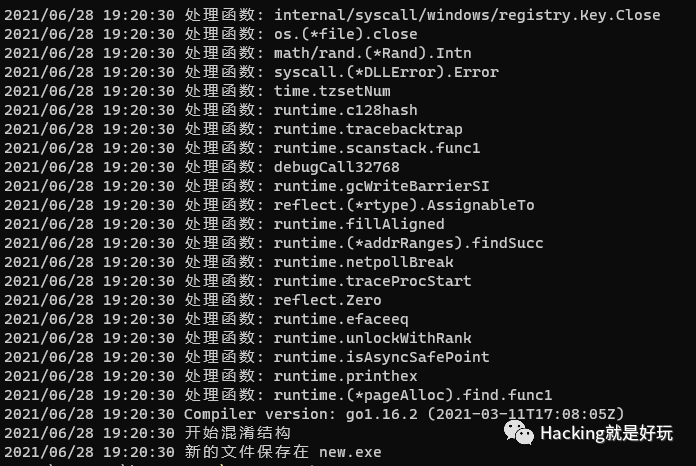 2021/06/28 19:20:30 处理函数: internal/syscall/windows/registry.Key.Close
2021/06/28 19:20:30 处理函数: os.(*file).close
2021/06/28 19:20:30 处理函数: math/rand.(*Rand).Intn
2021/06/28 19:20:30 处理函数: syscall.(*DLLError).Error
2021/06/28 19:20:30 处理函数: time.tzsetNum
2021/06/28 19:20:30 处理函数: runtime.c128hash
2021/06/28 19:20:30 处理函数: runtime.tracebacktrap
2021/06/28 19:20:30 处理函数: runtime.scanstack.func1
2021/06/28 19:20:30 处理函数: debugCall32768
2021/06/28 19:20:30 处理函数: runtime.gcWriteBarrierSI
2021/06/28 19:20:30 处理函数: reflect.(*rtype).AssignableTo
2021/06/28 19:20:30 处理函数: runtime.fillAligned
2021/06/28 19:20:30 处理函数: runtime.(*addrRanges).findSucc
2021/06/28 19:20:30 处理函数: runtime.netpollBreak
2021/06/28 19:20:30 处理函数: runtime.traceProcStart
2021/06/28 19:20:30 处理函数: reflect.Zero
2021/06/28 19:20:30 处理函数: runtime.efaceeq
2021/06/28 19:20:30 处理函数: runtime.unlockWithRank
2021/06/28 19:20:30 处理函数: runtime.isAsyncSafePoint
2021/06/28 19:20:30 处理函数: runtime.printhex
2021/06/28 19:20:30 处理函数: runtime.(*pageAlloc).find.func1
2021/06/28 19:20:30 Compiler version: go1.16.2 (2021-03-11T17:08:05Z)
2021/06/28 19:20:30 开始混淆结构
2021/06/28 19:20:30 新的文件保存在 new.exe
Hacking就是好玩